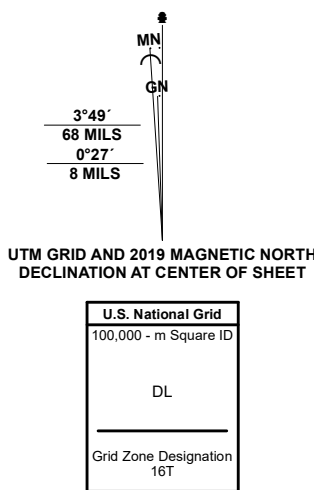 MN
GN
3°49´
68 MILS
0°27´
8 MILS
UTM GRID AND 2019 MAGNETIC NORTH
DECLINATION AT CENTER OF SHEET
U.S. National Grid
100,000 - m Square ID
DL
Grid Zone Designation
16T